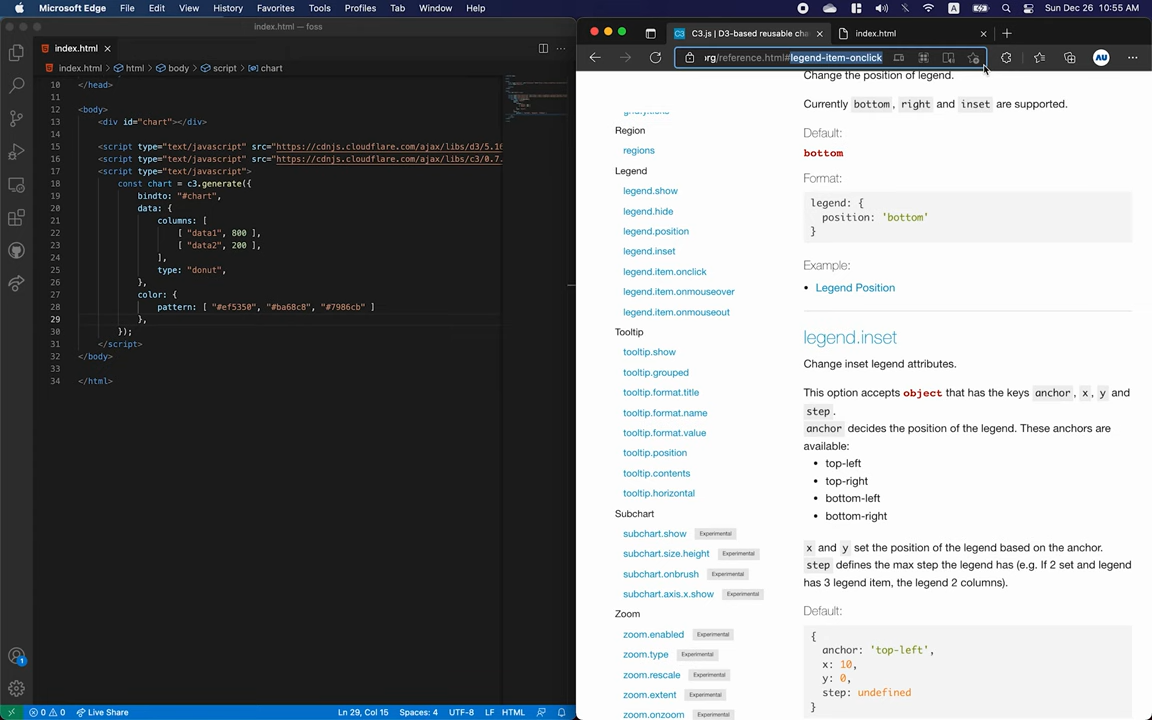 Microsoft Edge File Edit View History Favorites Tools Profiles Tab Window Help
A
Sun Dec 26 10:55 AM
index.html — foss
index.html
index.html > html > body > script > chart
10 </head>
11
12 <body>
13 <div id="chart"></div>
14
15 <script type="text/javascript" src="https://cdnjs.cloudflare.com/ajax/libs/d3/5.16
16 <script type="text/javascript" src="https://cdnjs.cloudflare.com/ajax/libs/c3/0.7.
17 <script type="text/javascript">
18 const chart = c3.generate({
19 bindto: "#chart",
20 data: {
21 columns: [
22 [ "data1", 800 ],
23 [ "data2", 200 ],
24 ],
25 type: "donut",
26 },
27 color: {
28 pattern: [ "#ef5350", "#ba68c8", "#7986cb" ]
29 },
30 });
31 </script>
32 </body>
33
34 </html>
1
0 0 Live Share
Ln 29, Col 15 Spaces: 4 UTF-8 LF HTML
C3.js | D3-based reusable cha
index.html
org/reference.html#legend-item-onclick
AU
Region
regions
Legend
legend.show
legend.hide
legend.position
legend.inset
legend.item.onclick
legend.item.onmouseover
legend.item.onmouseout
Tooltip
tooltip.show
tooltip.grouped
tooltip.format.title
tooltip.format.name
tooltip.format.value
tooltip.position
tooltip.contents
tooltip.horizontal
Subchart
subchart.show Experimental
subchart.size.height Experimental
subchart.onbrush Experimental
subchart.axis.x.show Experimental
Zoom
zoom.enabled Experimental
zoom.type Experimental
zoom.rescale Experimental
zoom.extent Experimental
zoom.onzoom Experimental
Change the position of legend.
Currently bottom, right and inset are supported.
Default:
bottom
Format:
legend: {
position: 'bottom'
}
Example:
• Legend Position
legend.inset
Change inset legend attributes.
This option accepts object that has the keys anchor, x, y and
step.
anchor decides the position of the legend. These anchors are
available:
• top-left
• top-right
• bottom-left
• bottom-right
x and y set the position of the legend based on the anchor.
step defines the max step the legend has (e.g. If 2 set and legend
has 3 legend item, the legend 2 columns).
Default:
{
anchor: 'top-left',
x: 10,
y: 0,
step: undefined
}